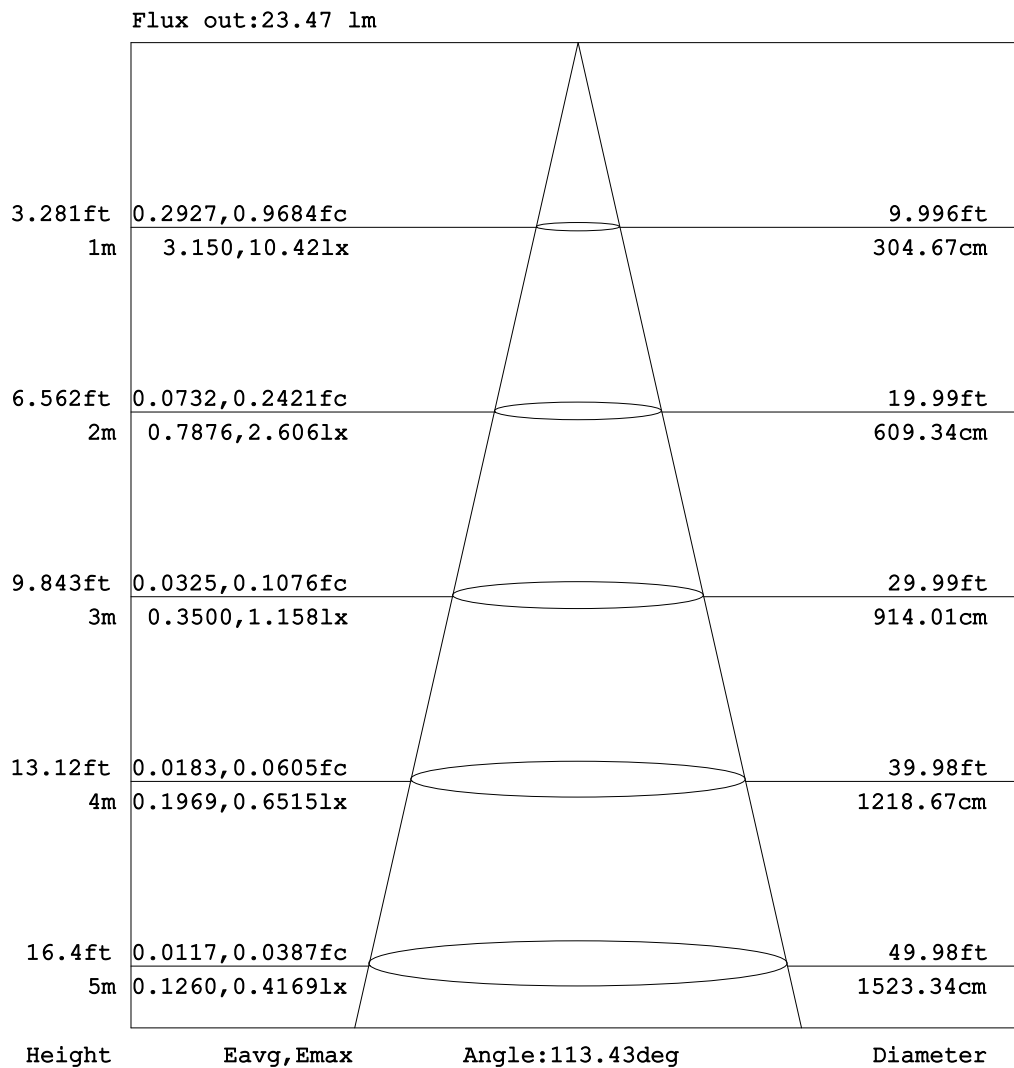 Flux out:23.47 lm
3.281ft 0.2927,0.9684fc 9.996ft
1m 3.150,10.42lx 304.67cm
6.562ft 0.0732,0.2421fc 19.99ft
2m 0.7876,2.606lx 609.34cm
9.843ft 0.0325,0.1076fc 29.99ft
3m 0.3500,1.158lx 914.01cm
13.12ft 0.0183,0.0605fc 39.98ft
4m 0.1969,0.6515lx 1218.67cm
16.4ft 0.0117,0.0387fc 49.98ft
5m 0.1260,0.4169lx 1523.34cm
Height Eavg,Emax Angle:113.43deg Diameter